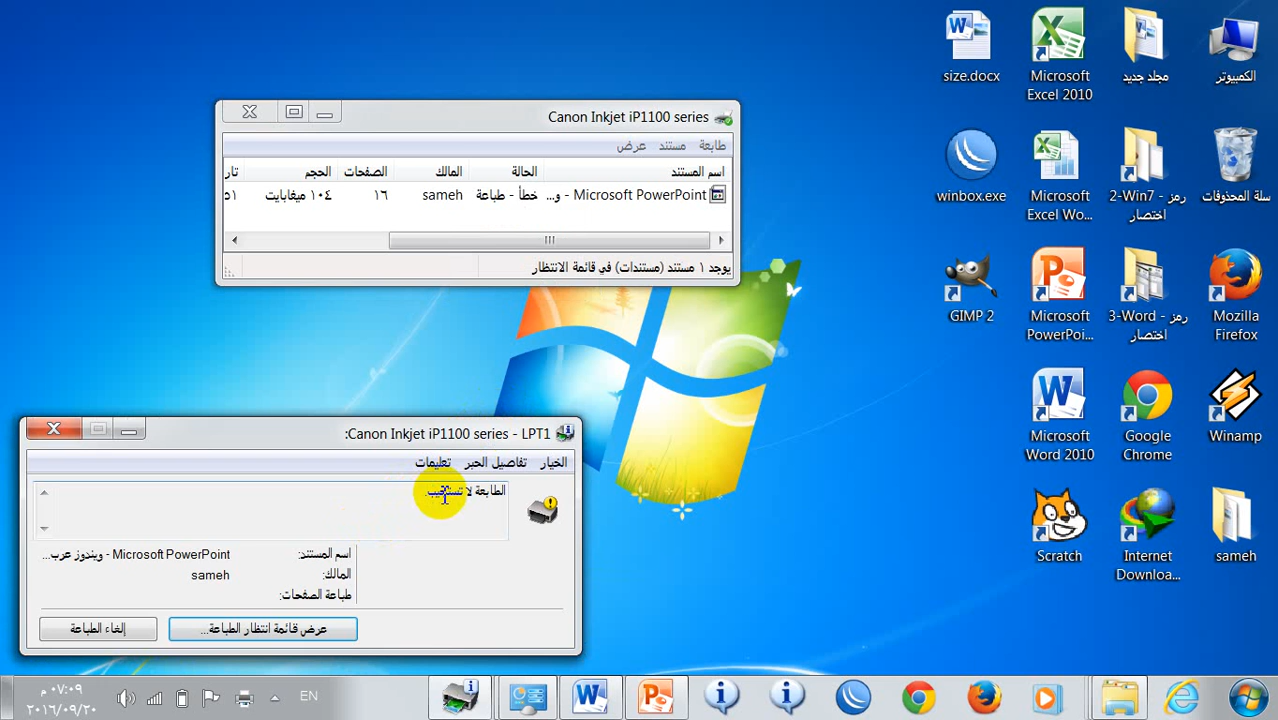 size.docx
Microsoft Excel 2010
مجلد جديد
الكمبيوتر
winbox.exe
Microsoft Excel Wo...
2-Win7 - رمز اختصار
سلة المحذوفات
GIMP 2
Microsoft PowerPoi...
3-Word - رمز اختصار
Mozilla Firefox
Microsoft Word 2010
Google Chrome
Winamp
Scratch
Internet Downloa...
sameh
Canon Inkjet iP1100 series
طابعة مستند عرض
اسم المستند الحالة المالك الصفحات الحجم تار
Microsoft PowerPoint - و... خطأ - طباعة sameh ١٦ ١٠٤ ميغابايت ٥١
يوجد ١ مستند (مستندات) في قائمة الانتظار
Canon Inkjet iP1100 series - LPT1:
الخيار تفاصيل الحبر تعليمات
الطابعة لا تستجيب.
اسم المستند: Microsoft PowerPoint - ويندوز عرب...
المالك: sameh
طباعة الصفحات:
عرض قائمة انتظار الطباعة...
إلغاء الطباعة
EN
٠٧:٠٩ م
٢٠١٦/٠٩/٢٠